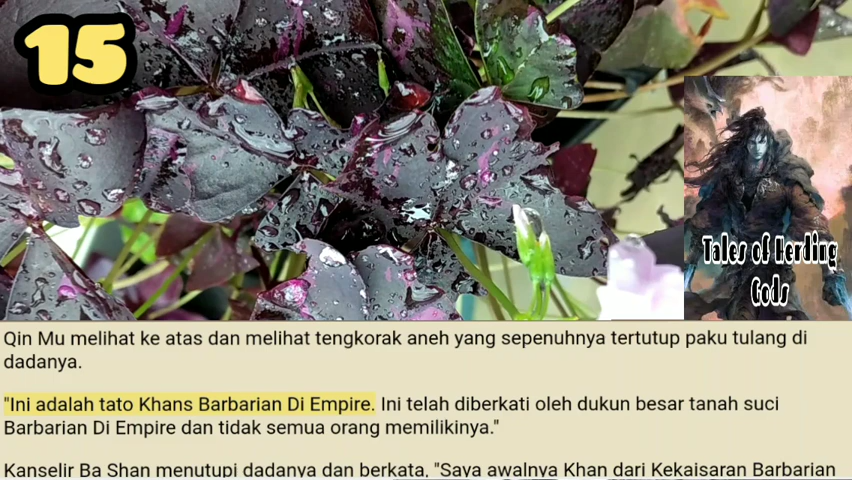 15
Tales of Herding
Gods
Qin Mu melihat ke atas dan melihat tengkorak aneh yang sepenuhnya tertutup paku tulang di
dadanya.
"Ini adalah tato Khans Barbarian Di Empire. Ini telah diberkati oleh dukun besar tanah suci
Barbarian Di Empire dan tidak semua orang memilikinya."
Kanselir Ba Shan menutupi dadanya dan berkata, "Saya awalnya Khan dari Kekaisaran Barbarian